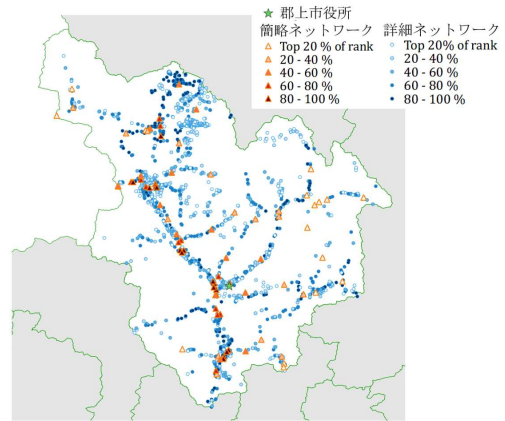 郡上市役所
簡略ネットワーク 詳細ネットワーク
Top 20 % of rank Top 20% of rank
20 - 40 % 20 - 40 %
40 - 60 % 40 - 60 %
60 - 80 % 60 - 80 %
80 - 100 % 80 - 100 %